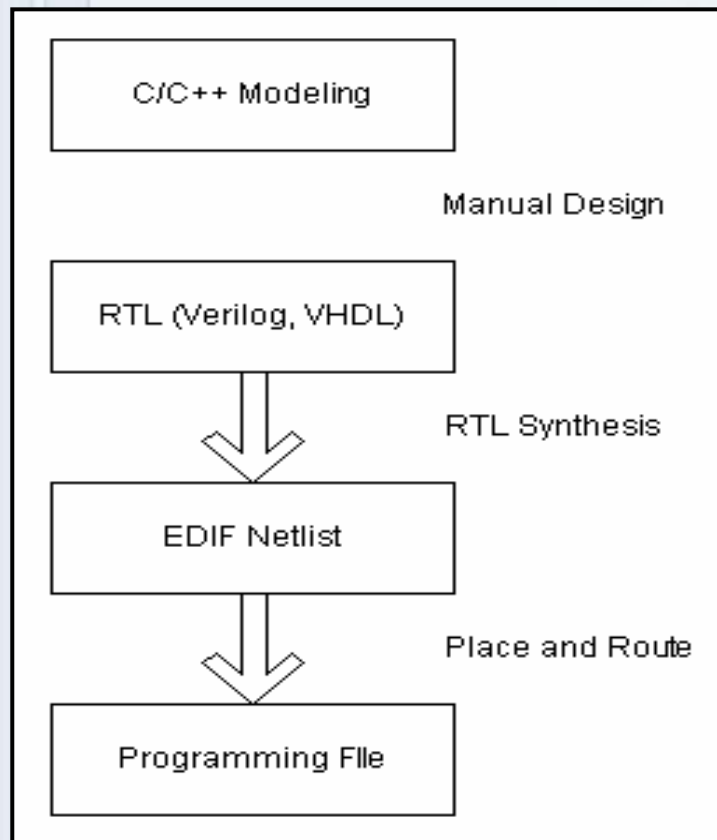 C/C++ Modeling
Manual Design
RTL (Verilog, VHDL)
RTL Synthesis
EDIF Netlist
Place and Route
Programming FIle